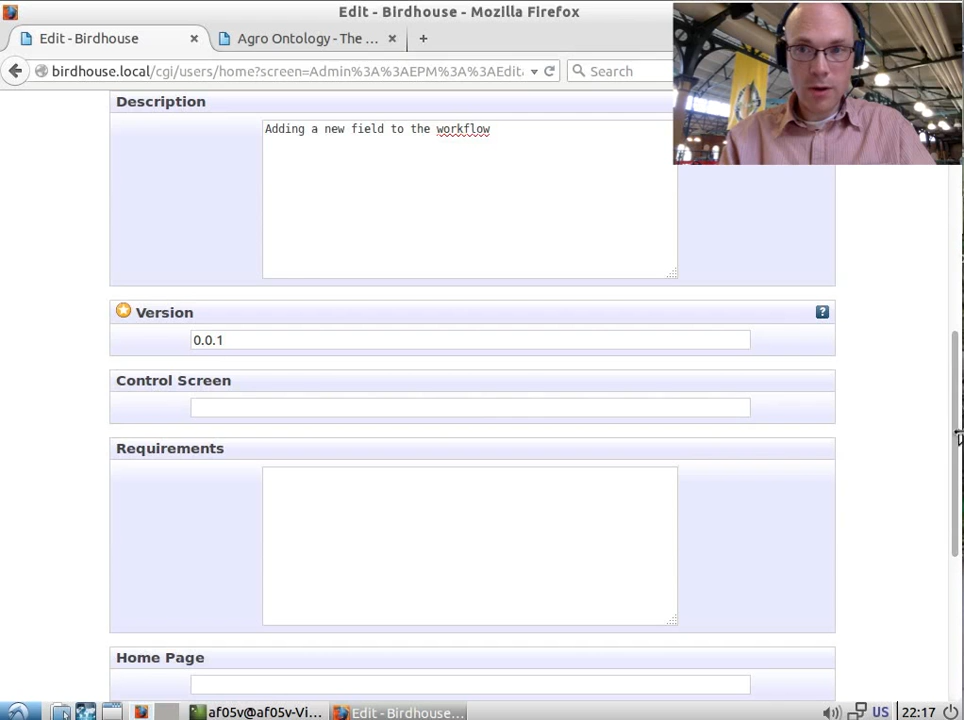 Edit - Birdhouse - Mozilla Firefox
Edit - Birdhouse
Agro Ontology - The ...
birdhouse.local/cgi/users/home?screen=Admin%3A%3AEPM%3A%3AEdit
Search
Description
Adding a new field to the workflow
Version
?
0.0.1
Control Screen
Requirements
Home Page
af05v@af05v-Vi...
Edit - Birdhouse...
US
22:17